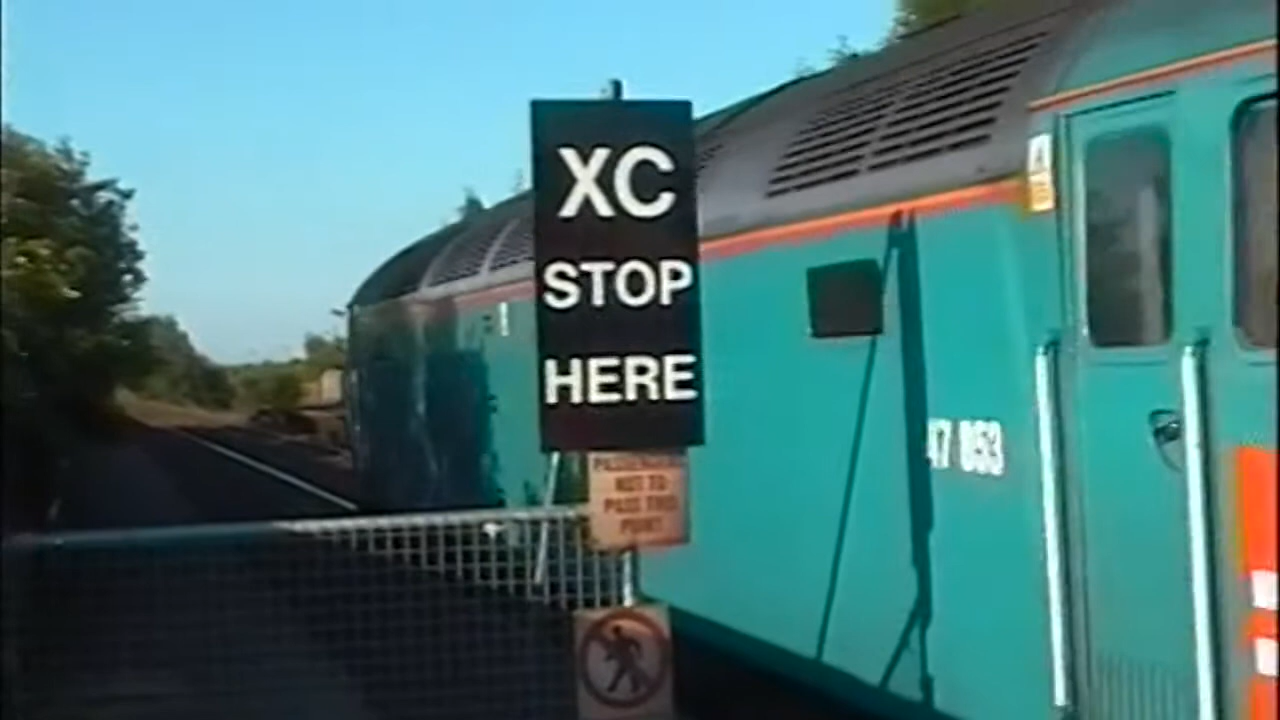 XC
STOP
HERE
47 853
PASSENGERS
NOT TO
PASS THIS
POINT